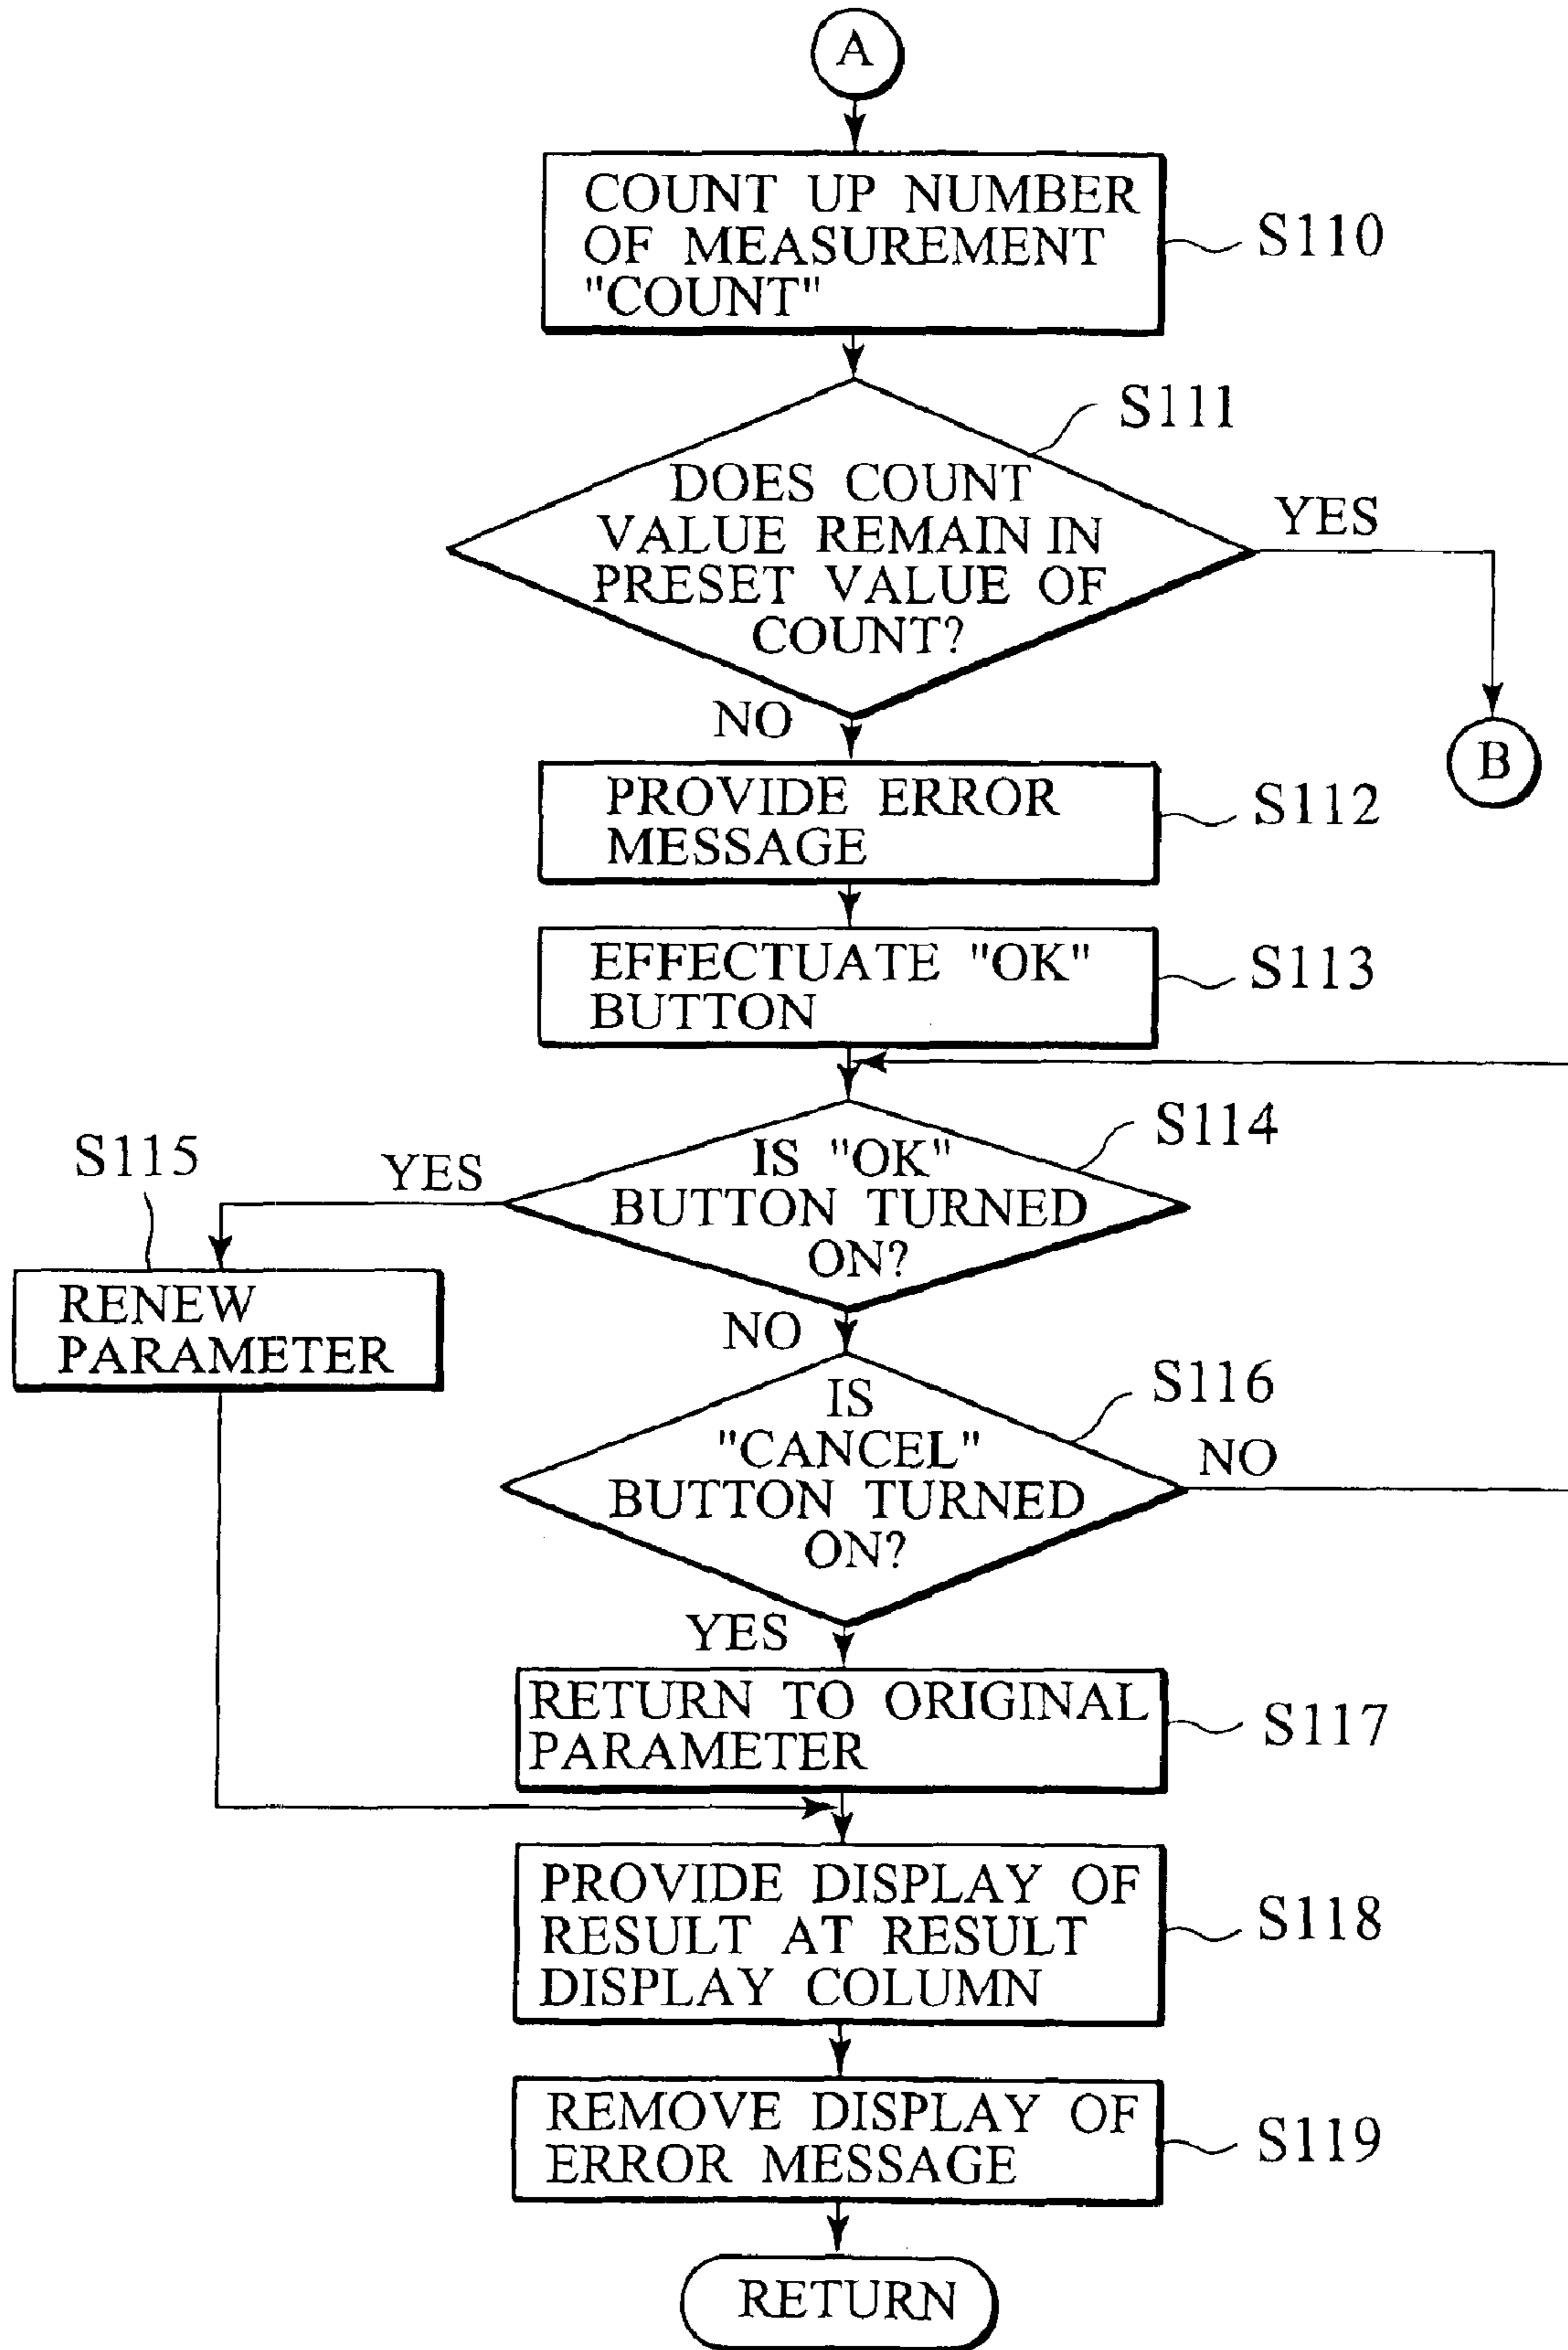 A
COUNT UP NUMBER
OF MEASUREMENT
"COUNT"
S110
S111
DOES COUNT
VALUE REMAIN IN
PRESET VALUE OF
COUNT?
YES
NO
B
PROVIDE ERROR
MESSAGE
S112
EFFECTUATE "OK"
BUTTON
S113
S114
IS "OK"
BUTTON TURNED
ON?
YES
S115
RENEW
PARAMETER
NO
S116
IS
"CANCEL"
BUTTON TURNED
ON?
NO
YES
RETURN TO ORIGINAL
PARAMETER
S117
PROVIDE DISPLAY OF
RESULT AT RESULT
DISPLAY COLUMN
S118
REMOVE DISPLAY OF
ERROR MESSAGE
S119
RETURN